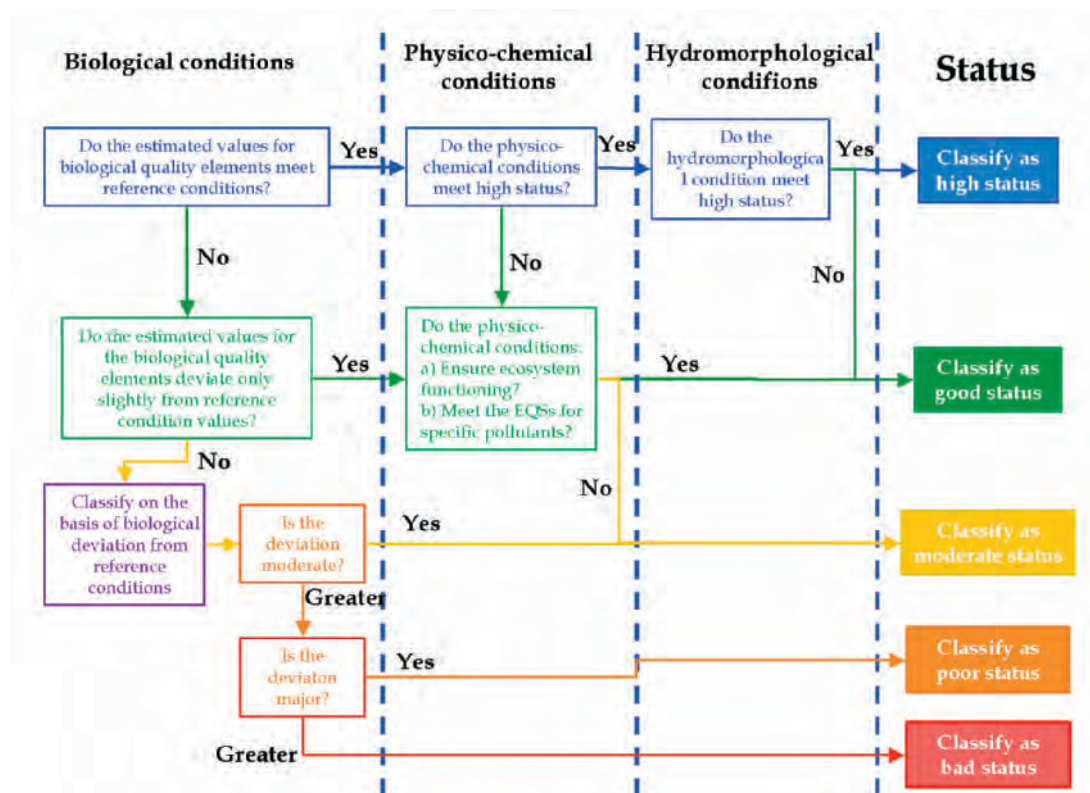 Biological conditions
Physico-chemical
conditions
Hydromorphological
condifions
Status
Do the estimated values for
biological quality elements meet
reference conditions?
Yes
Do the physico-
chemical conditions
meet high status?
Yes
Do the
hydromorphologica
l condition meet
high status?
Yes
Classify as
high status
No
No
No
Do the estimated values for
the biological quality
elements deviate only
slightly from reference
condition values?
Yes
Do the physico-
chemical conditions:
a) Ensure ecosystem
functioning?
b) Meet the EQSs for
specific pollutants?
Yes
Classify as
good status
No
No
Classify on the
basis of biological
deviation from
reference
conditions
Is the
deviation
moderate?
Yes
Classify as
moderate status
Greater
Is the
deviaton
major?
Yes
Classify as
poor status
Greater
Classify as
bad status